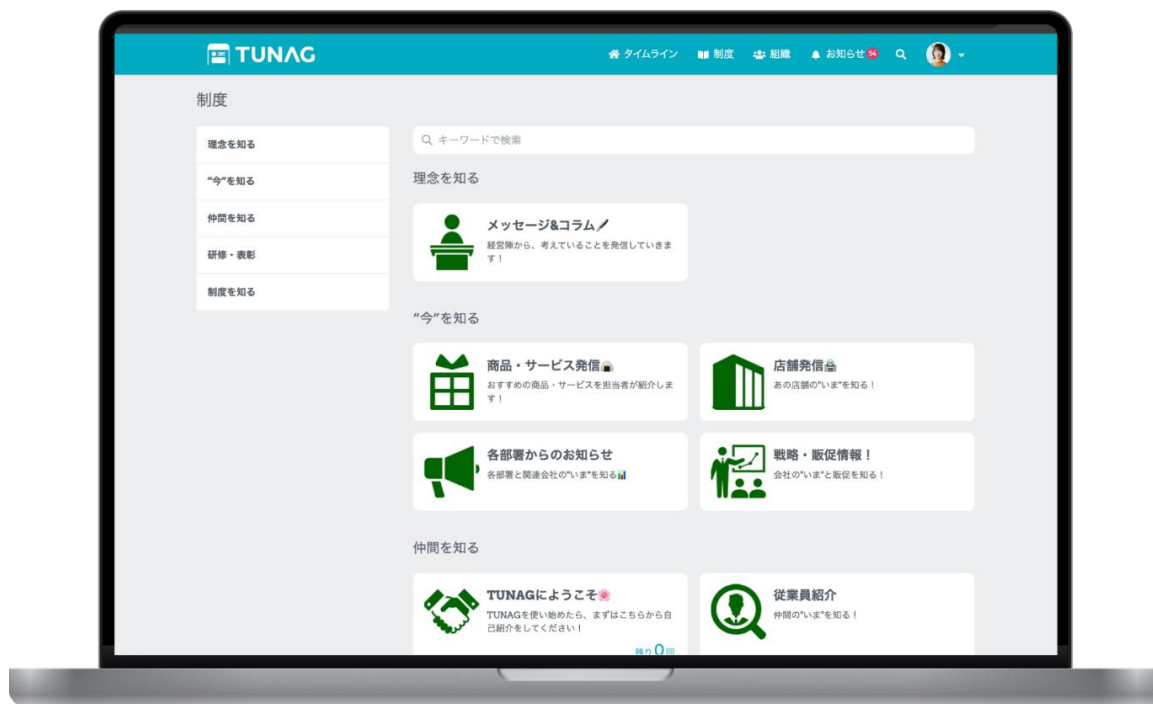 TUNAG
タイムライン 制度 組織 お知らせ 54
制度
理念を知る
“今”を知る
仲間を知る
研修・表彰
制度を知る
キーワードで検索
理念を知る
メッセージ&コラム
経営陣から、考えていることを発信していきま
す！
“今”を知る
商品・サービス発信
おすすめの商品・サービスを担当者が紹介しま
す！
店舗発信
あの店舗の"いま"を知る！
各部署からのお知らせ
各部署と関連会社の"いま"を知る
戦略・販促情報！
会社の"いま"と販促を知る！
仲間を知る
TUNAGにようこそ
TUNAGを使い始めたら、まずはこちらから自
己紹介をしてください！
残り0回
従業員紹介
仲間の"いま"を知る！